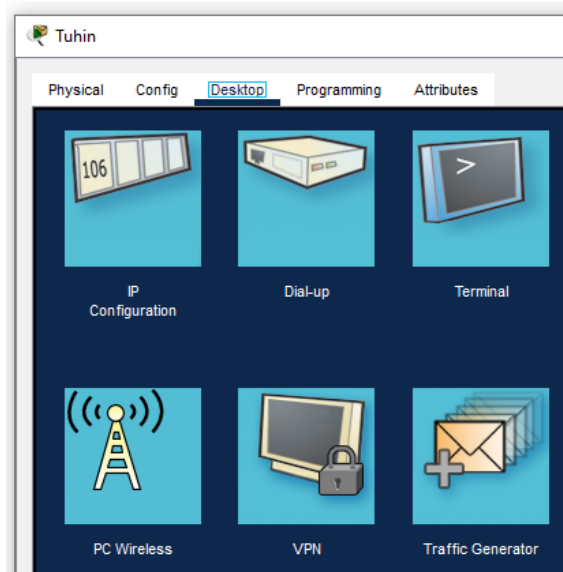 Tuhin
Physical Config Desktop Programming Attributes
106
>
IP
Configuration
Dial-up
Terminal
PC Wireless
VPN
Traffic Generator